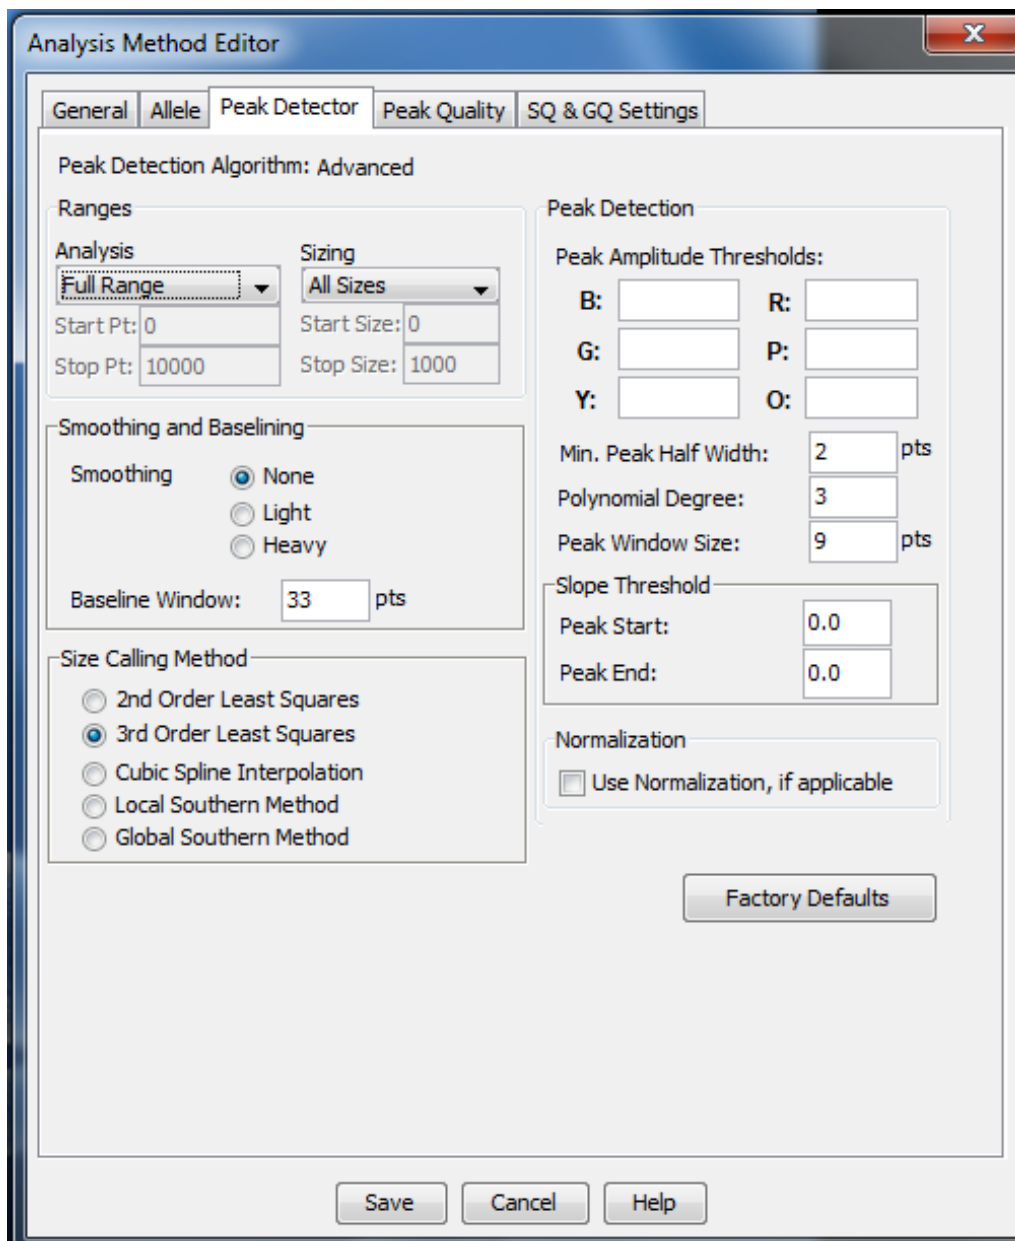 Analysis Method Editor
X
General Allele Peak Detector Peak Quality SQ & GQ Settings
Peak Detection Algorithm: Advanced
Ranges
Analysis Sizing
Full Range All Sizes
Start Pt: 0 Start Size: 0
Stop Pt: 10000 Stop Size: 1000
Smoothing and Baselining
Smoothing None
Light
Heavy
Baseline Window: 33 pts
Size Calling Method
2nd Order Least Squares
3rd Order Least Squares
Cubic Spline Interpolation
Local Southern Method
Global Southern Method
Peak Detection
Peak Amplitude Thresholds:
B: R:
G: P:
Y: O:
Min. Peak Half Width: 2 pts
Polynomial Degree: 3
Peak Window Size: 9 pts
Slope Threshold
Peak Start: 0.0
Peak End: 0.0
Normalization
Use Normalization, if applicable
Factory Defaults
Save Cancel Help